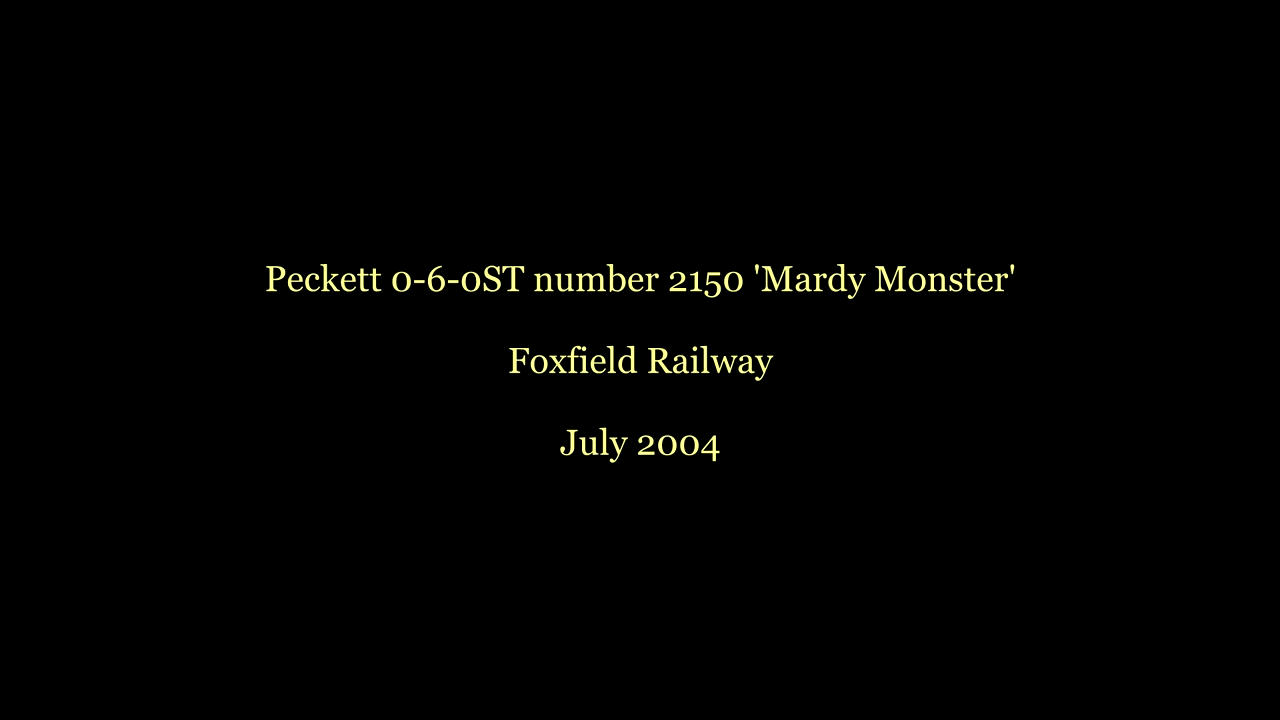 Peckett 0-6-0ST number 2150 'Mardy Monster'
Foxfield Railway
July 2004